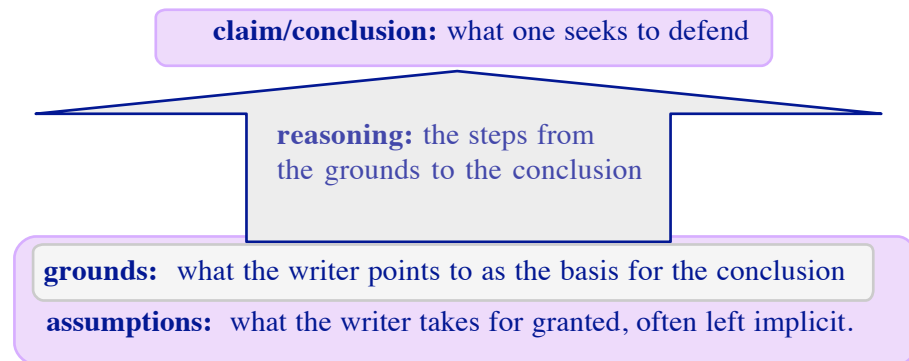 claim/conclusion: what one seeks to defend
reasoning: the steps from
the grounds to the conclusion
grounds: what the writer points to as the basis for the conclusion
assumptions: what the writer takes for granted, often left implicit.